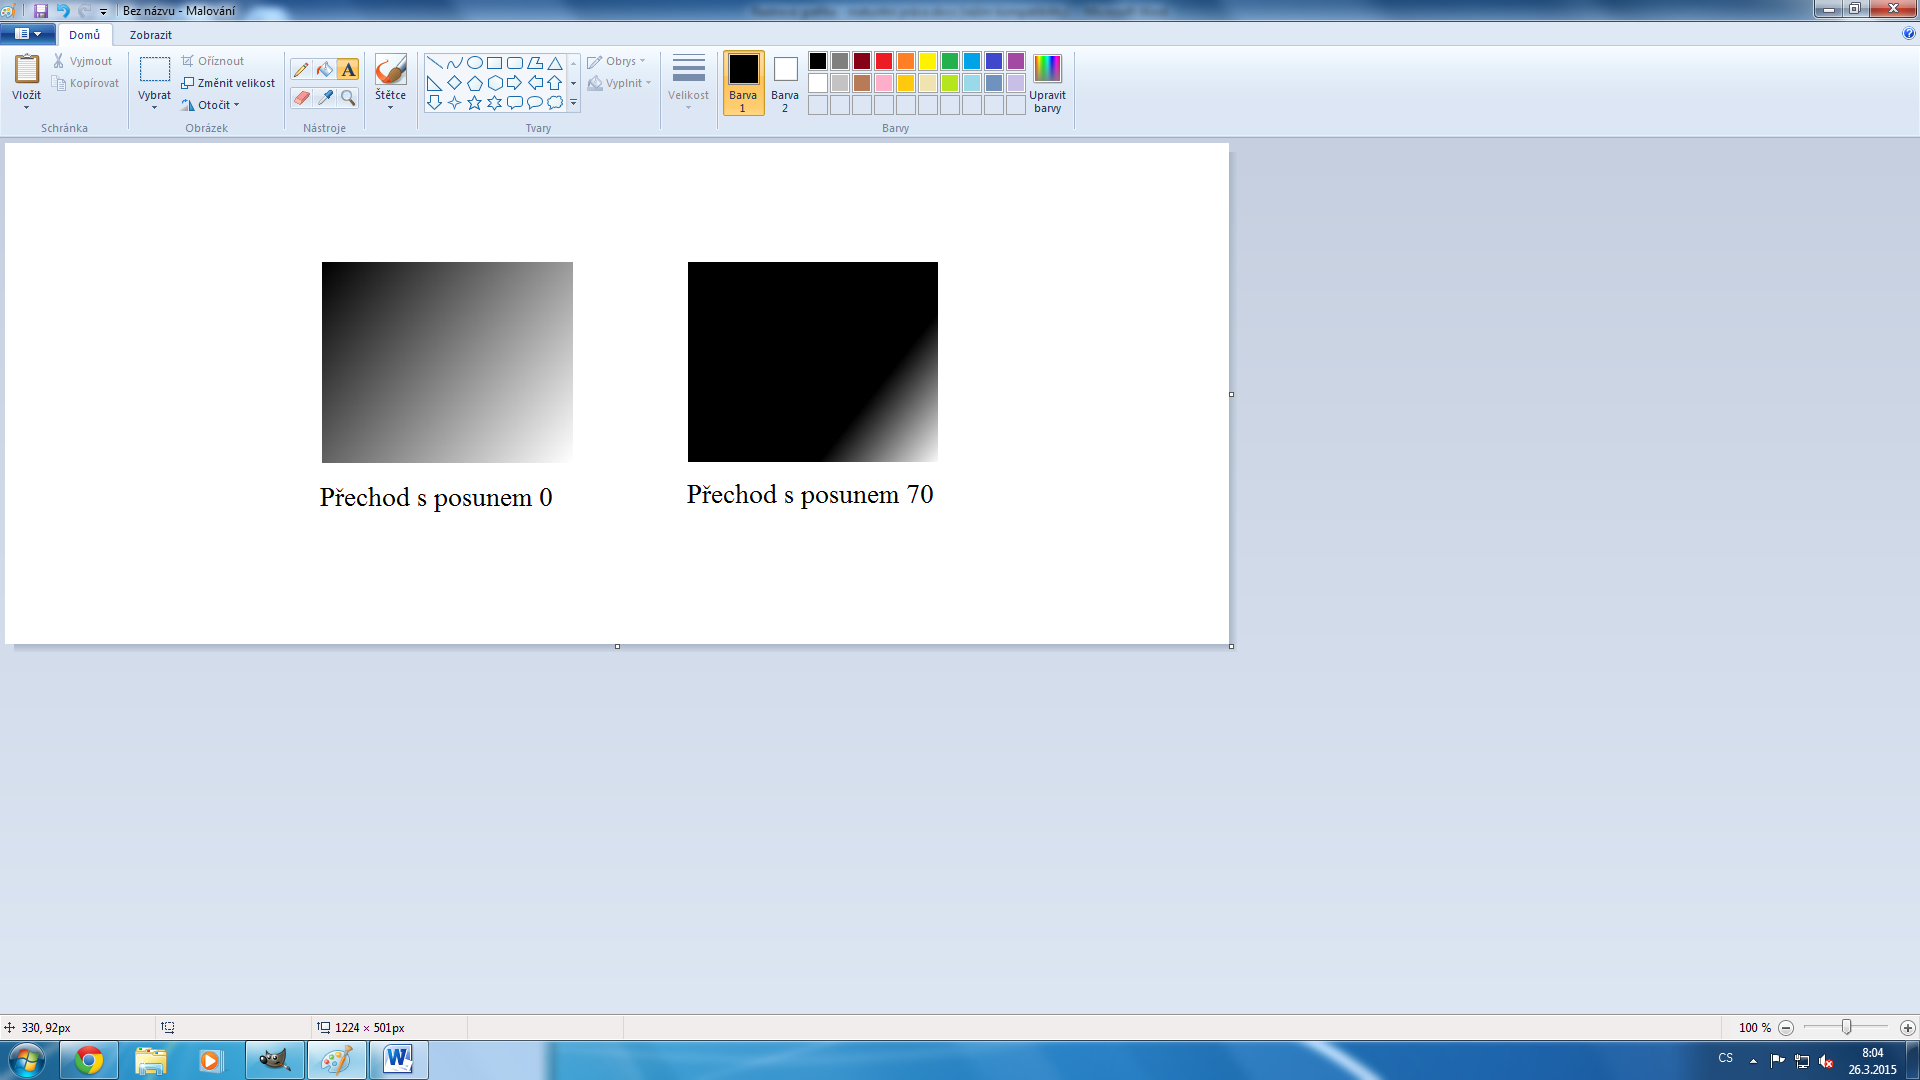 Bez názvu - Malování
Domů
Zobrazit
Vložit
Vyjmout
Kopírovat
Schránka
Vybrat
Oříznout
Změnit velikost
Otočit
Obrázek
A
Nástroje
Štětce
Obrys
Vyplnit
Tvary
Velikost
Barva 1
Barva 2
Upravit barvy
Barvy
Přechod s posunem 0
Přechod s posunem 70
330, 92px
1224 × 501px
100 %
CS
8:04
26.3.2015